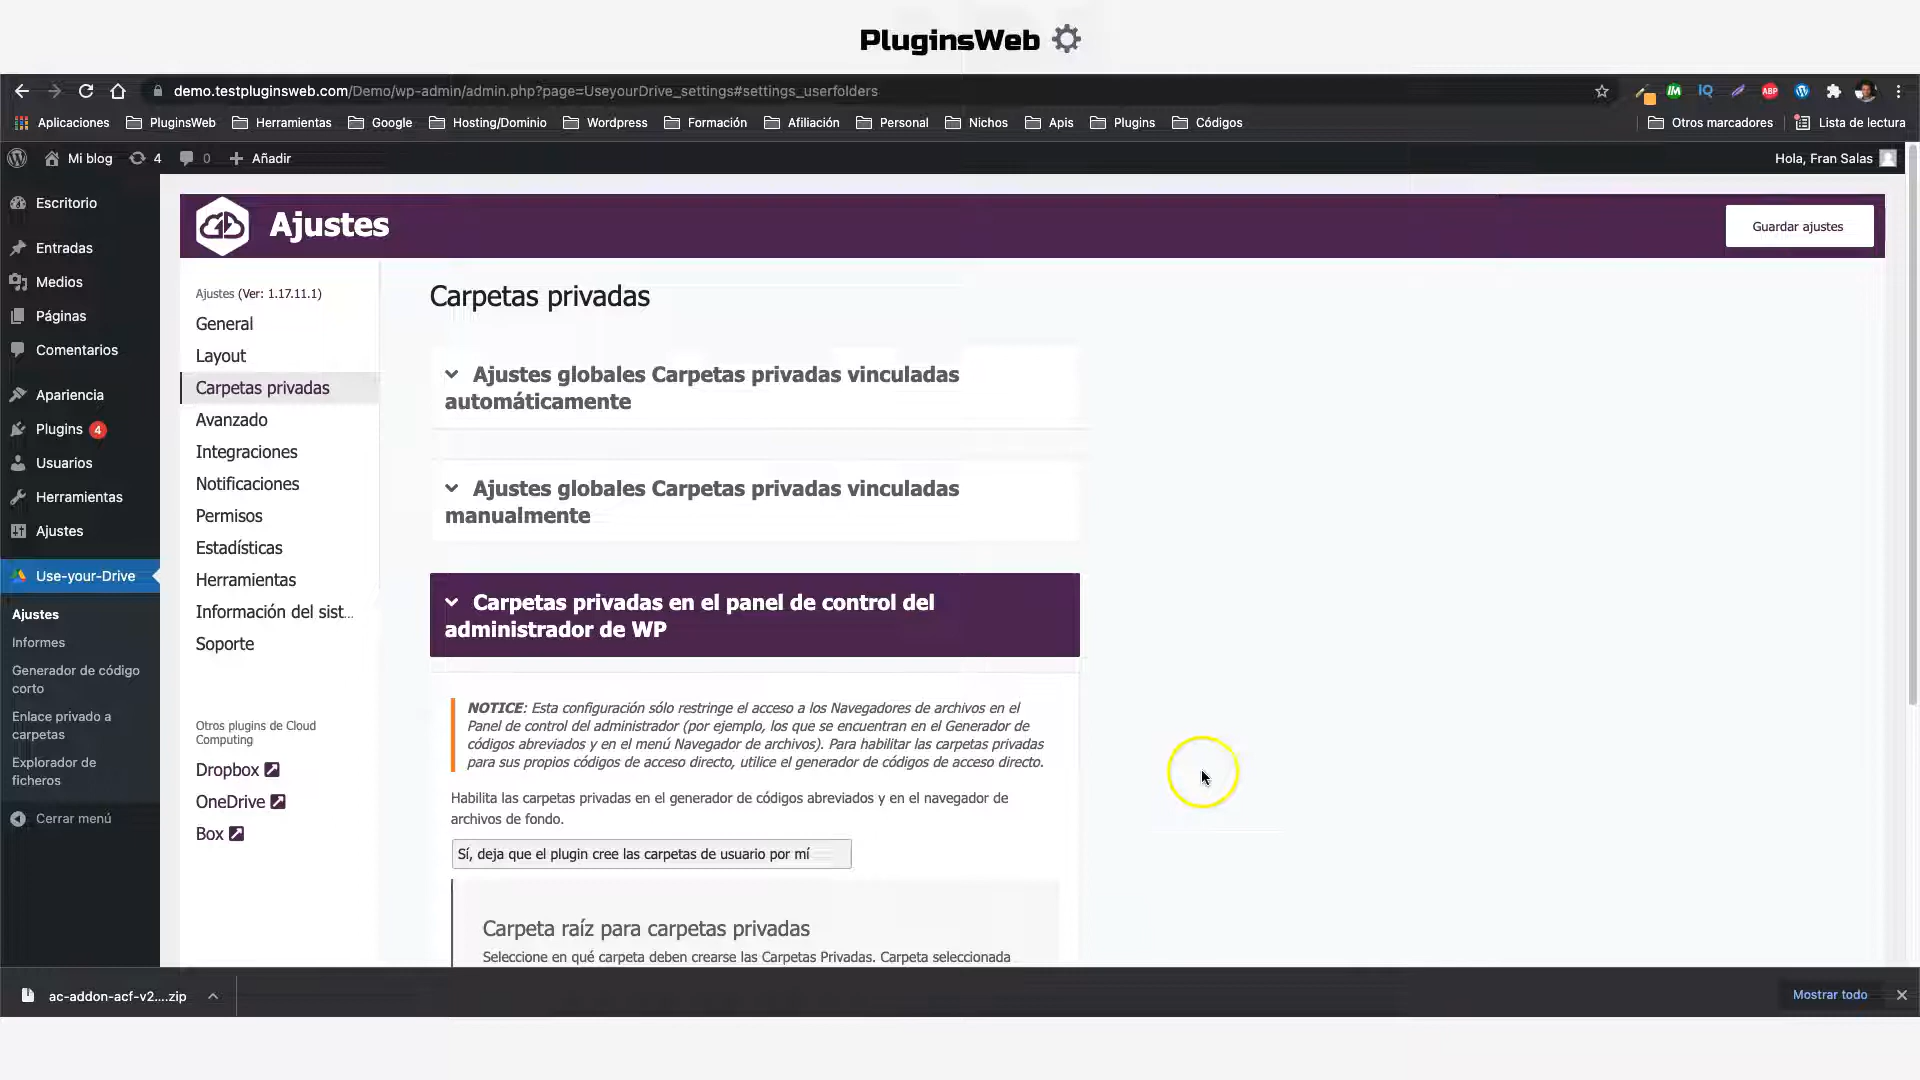 PluginsWeb
demo.testpluginsweb.com/Demo/wp-admin/admin.php?page=UseyourDrive_settings#settings_userfolders
IM
IQ
ABP
Aplicaciones
PluginsWeb
Herramientas
Google
Hosting/Dominio
Wordpress
Formación
Afiliación
Personal
Nichos
Apis
Plugins
Códigos
Otros marcadores
Lista de lectura
Mi blog
4
0
Añadir
Hola, Fran Salas
Escritorio
Entradas
Medios
Páginas
Comentarios
Apariencia
Plugins 4
Usuarios
Herramientas
Ajustes
Use-your-Drive
Ajustes
Informes
Generador de código
corto
Enlace privado a
carpetas
Explorador de
ficheros
Cerrar menú
Ajustes
Guardar ajustes
Ajustes (Ver: 1.17.11.1)
General
Layout
Carpetas privadas
Avanzado
Integraciones
Notificaciones
Permisos
Estadísticas
Herramientas
Información del sist...
Soporte
Otros plugins de Cloud
Computing
Dropbox
OneDrive
Box
Carpetas privadas
Ajustes globales Carpetas privadas vinculadas
automáticamente
Ajustes globales Carpetas privadas vinculadas
manualmente
Carpetas privadas en el panel de control del
administrador de WP
NOTICE: Esta configuración sólo restringe el acceso a los Navegadores de archivos en el
Panel de control del administrador (por ejemplo, los que se encuentran en el Generador de
códigos abreviados y en el menú Navegador de archivos). Para habilitar las carpetas privadas
para sus propios códigos de acceso directo, utilice el generador de códigos de acceso directo.
Habilita las carpetas privadas en el generador de códigos abreviados y en el navegador de
archivos de fondo.
Sí, deja que el plugin cree las carpetas de usuario por mí
Carpeta raíz para carpetas privadas
Seleccione en qué carpeta deben crearse las Carpetas Privadas. Carpeta seleccionada
ac-addon-acf-v2....zip
Mostrar todo